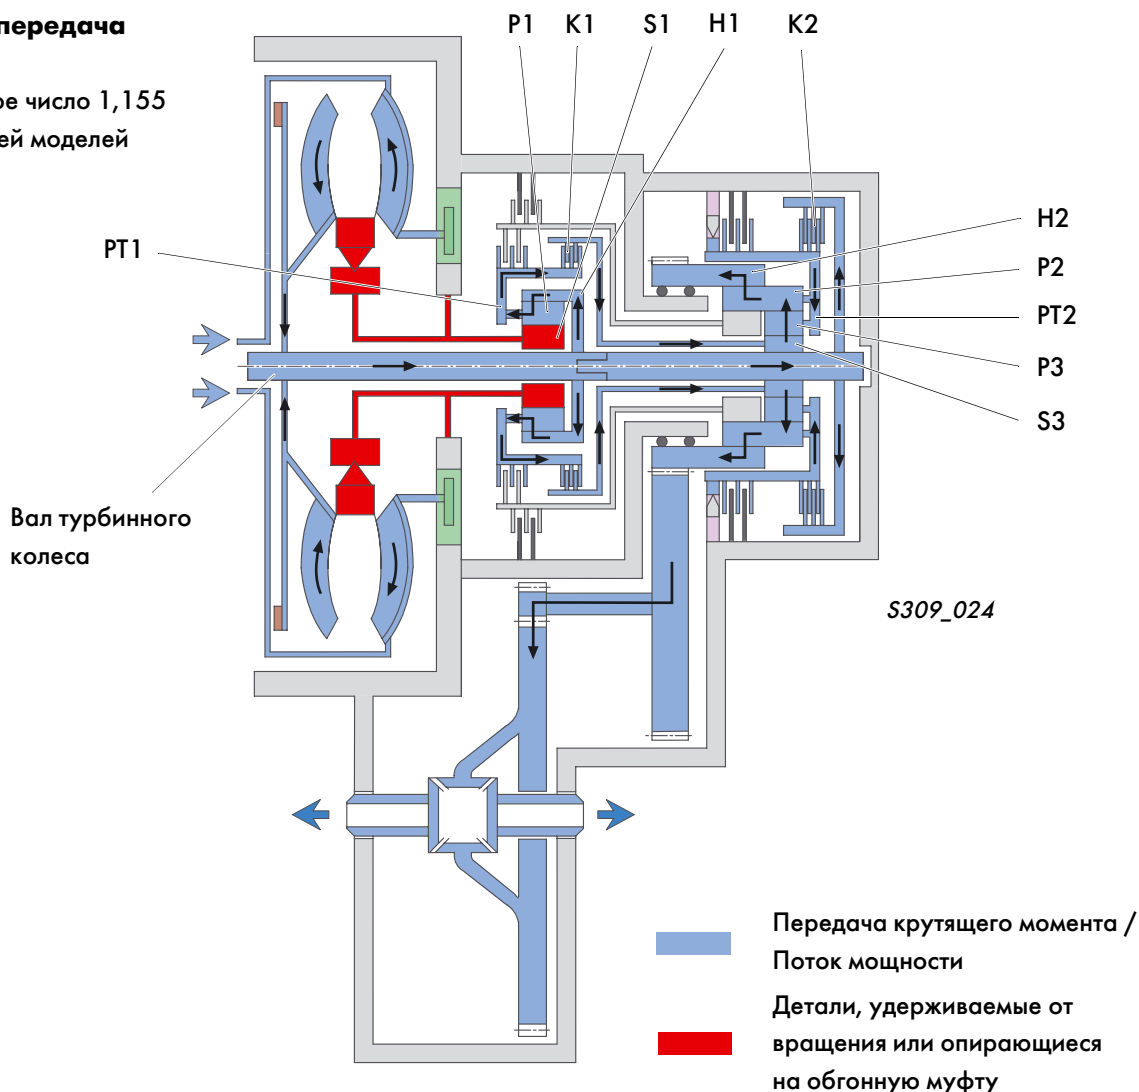 передача
P1 K1 S1 H1 K2
ое число 1,155
ей моделей
PT1
H2
P2
PT2
P3
S3
Вал турбинного
колеса
S309_024
Передача крутящего момента /
Поток мощности
Детали, удерживаемые от
вращения или опирающиеся
на обгонную муфту